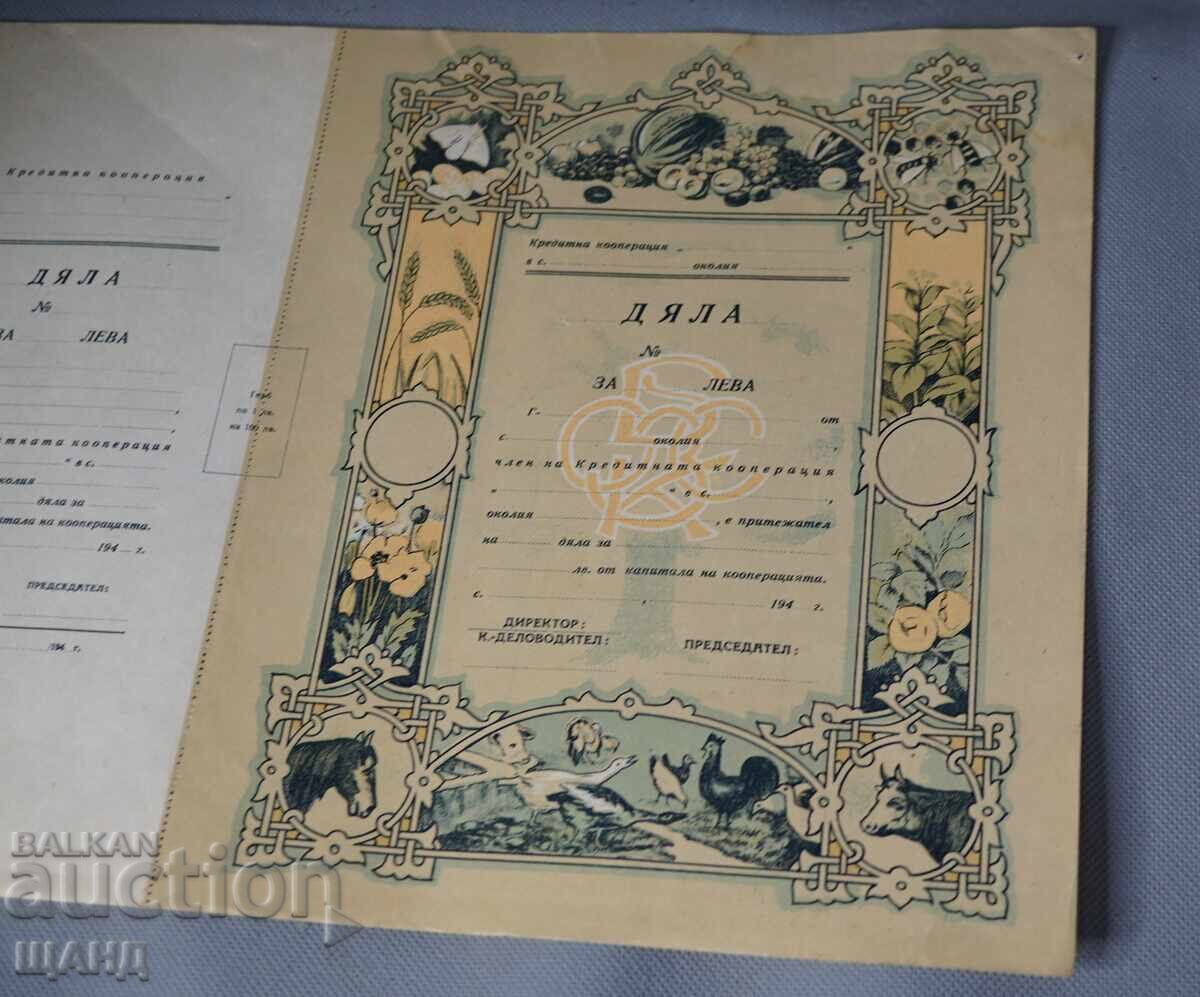 Кредитна кооперация
ДЯЛА
№
ЗА ЛЕВА
,
,
тната кооперация
“ в с.
околия
дяла за
итала на кооперацията.
194 г.
ПРЕДСЕДАТЕЛ:
194 г.
Герб
по 1 лв.
на 100 лв.
Кредитна кооперация „ “
в с. околия
ДЯЛА
№
ЗА ЛЕВА
Г- от
с. околия ,
член на Кредитната кооперация
“ “ в с. ,
околия , е притежател
на дяла за
лв. от капитала на кооперацията.
с. , 194 г.
ДИРЕКТОР:
К.-ДЕЛОВОДИТЕЛ: ПРЕДСЕДАТЕЛ:
BALKAN
auction
ЩАНД